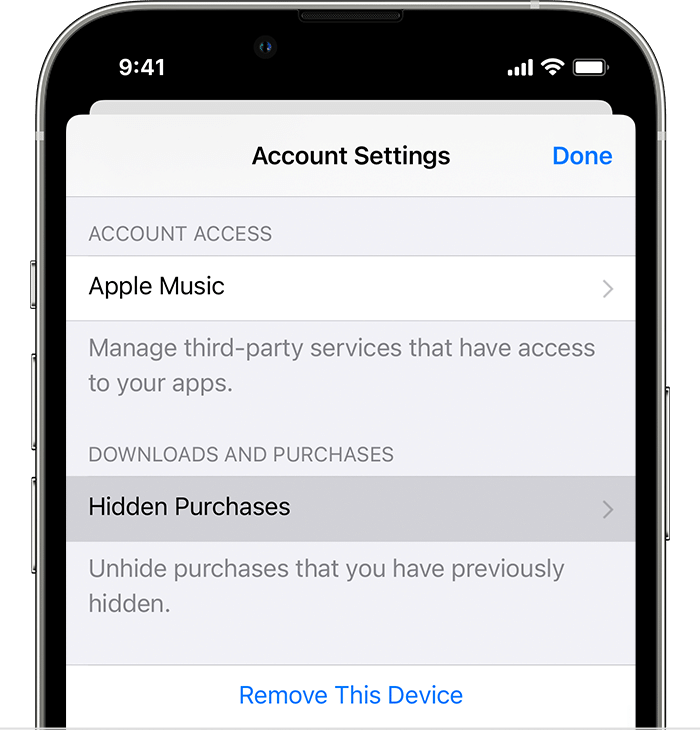 9:41
Account Settings
Done
ACCOUNT ACCESS
Apple Music
Manage third-party services that have access
to your apps.
DOWNLOADS AND PURCHASES
Hidden Purchases
Unhide purchases that you have previously
hidden.
Remove This Device